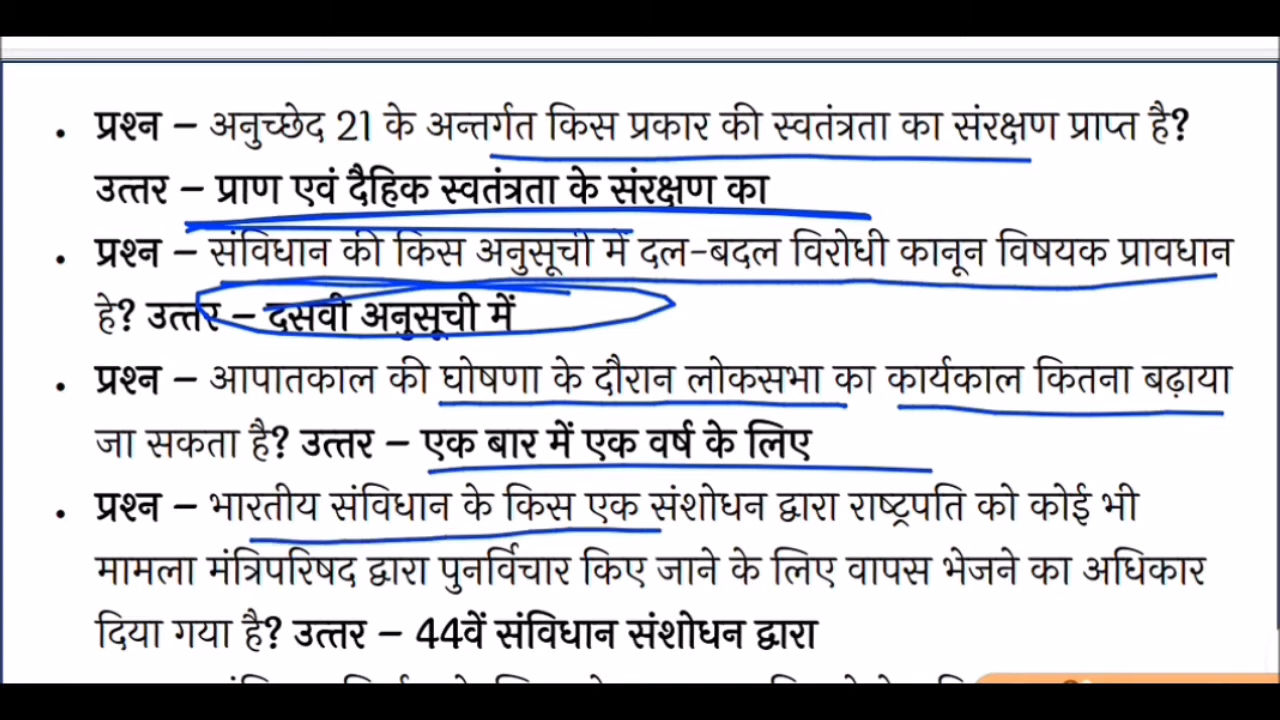 • प्रश्न – अनुच्छेद 21 के अन्तर्गत किस प्रकार की स्वतंत्रता का संरक्षण प्राप्त है?
उत्तर – प्राण एवं दैहिक स्वतंत्रता के संरक्षण का
• प्रश्न – संविधान की किस अनुसूची में दल-बदल विरोधी कानून विषयक प्रावधान
हे? उत्तर – दसवी अनुसूची में
• प्रश्न – आपातकाल की घोषणा के दौरान लोकसभा का कार्यकाल कितना बढ़ाया
जा सकता है? उत्तर – एक बार में एक वर्ष के लिए
• प्रश्न – भारतीय संविधान के किस एक संशोधन द्वारा राष्ट्रपति को कोई भी
मामला मंत्रिपरिषद द्वारा पुनर्विचार किए जाने के लिए वापस भेजने का अधिकार
दिया गया है? उत्तर – 44वें संविधान संशोधन द्वारा